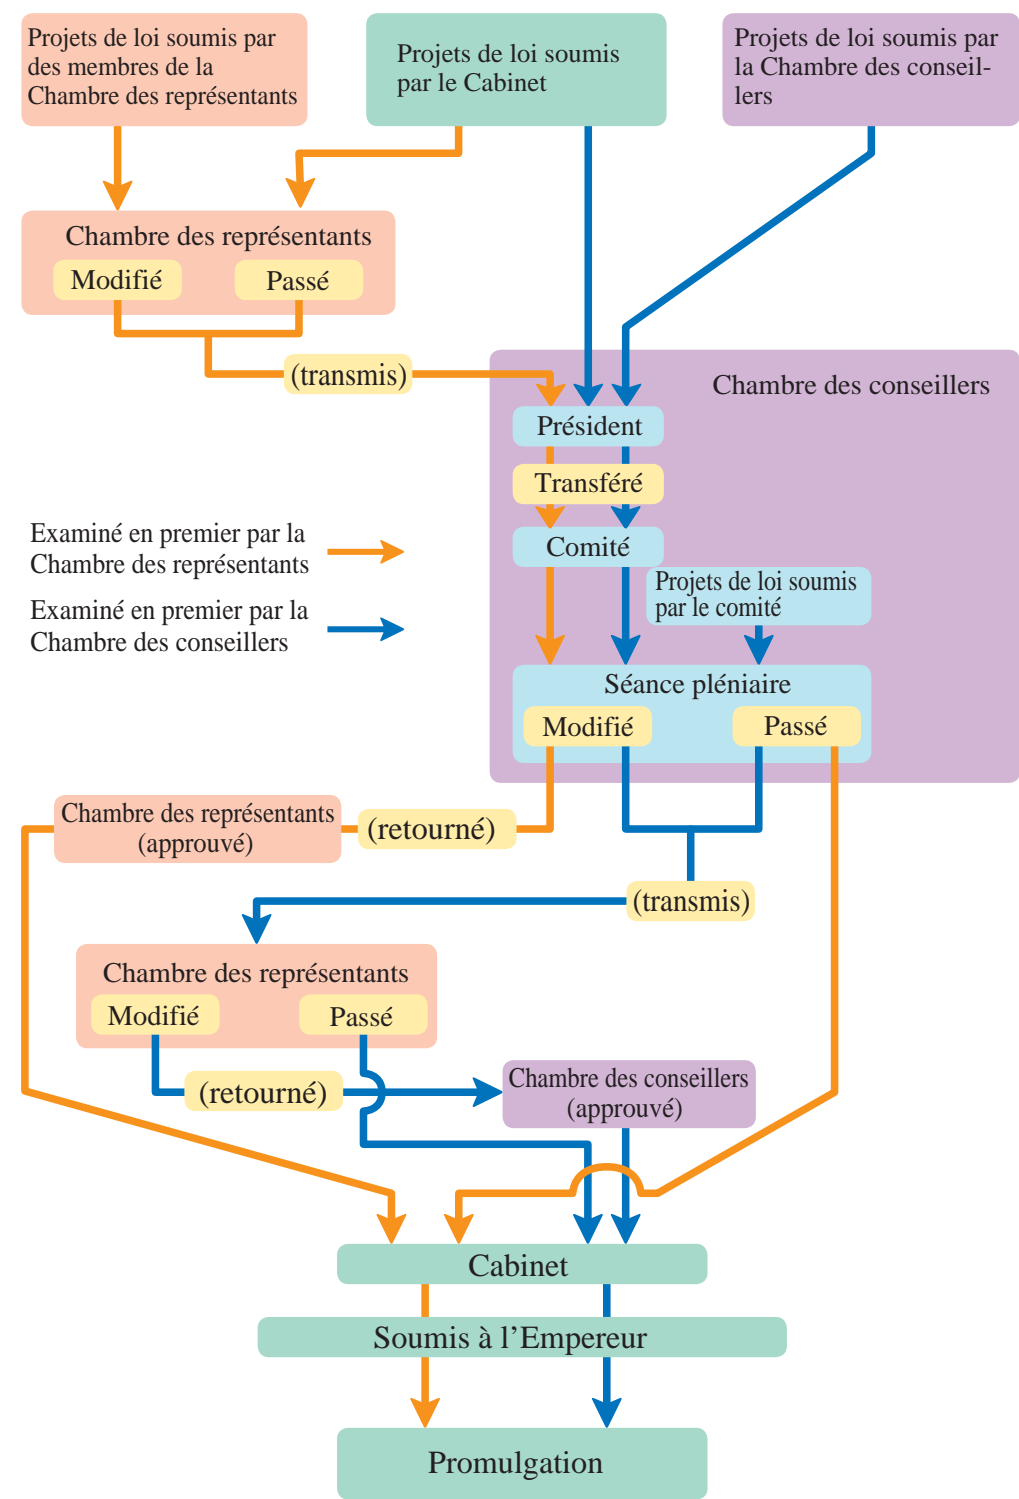 Projets de loi soumis par
des membres de la
Chambre des représentants
Projets de loi soumis
par le Cabinet
Projets de loi soumis par
la Chambre des conseil-
lers
Chambre des représentants
Modifié
Passé
(transmis)
Chambre des conseillers
Président
Transféré
Comité
Examiné en premier par la
Chambre des représentants
Examiné en premier par la
Chambre des conseillers
Projets de loi soumis
par le comité
Séance pléniaire
Modifié
Passé
Chambre des représentants
(approuvé)
(retourné)
(transmis)
Chambre des représentants
Modifié
Passé
(retourné)
Chambre des conseillers
(approuvé)
Cabinet
Soumis à l’Empereur
Promulgation